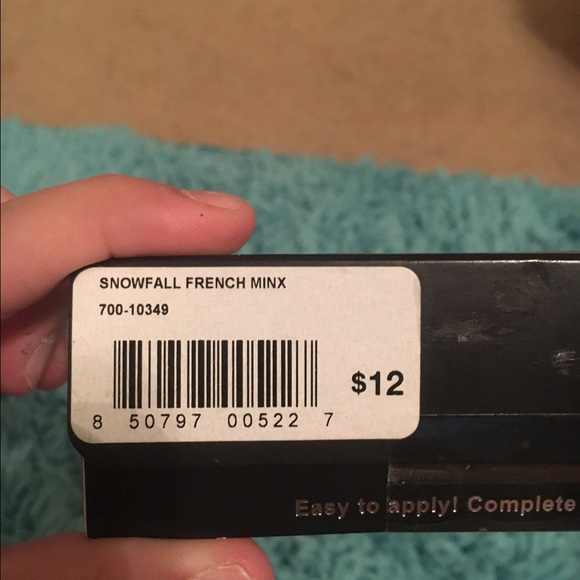 SNOWFALL FRENCH MINX
700-10349
$12
8 50797 00522 7
Easy to apply! Complete